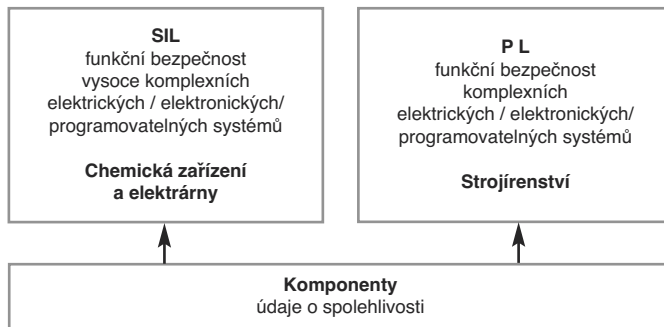 SIL
funkční bezpečnost
vysoce komplexních
elektrických / elektronických/
programovatelných systémů
Chemická zařízení
a elektrárny
P L
funkční bezpečnost
komplexních
elektrických / elektronických/
programovatelných systémů
Strojírenství
Komponenty
údaje o spolehlivosti